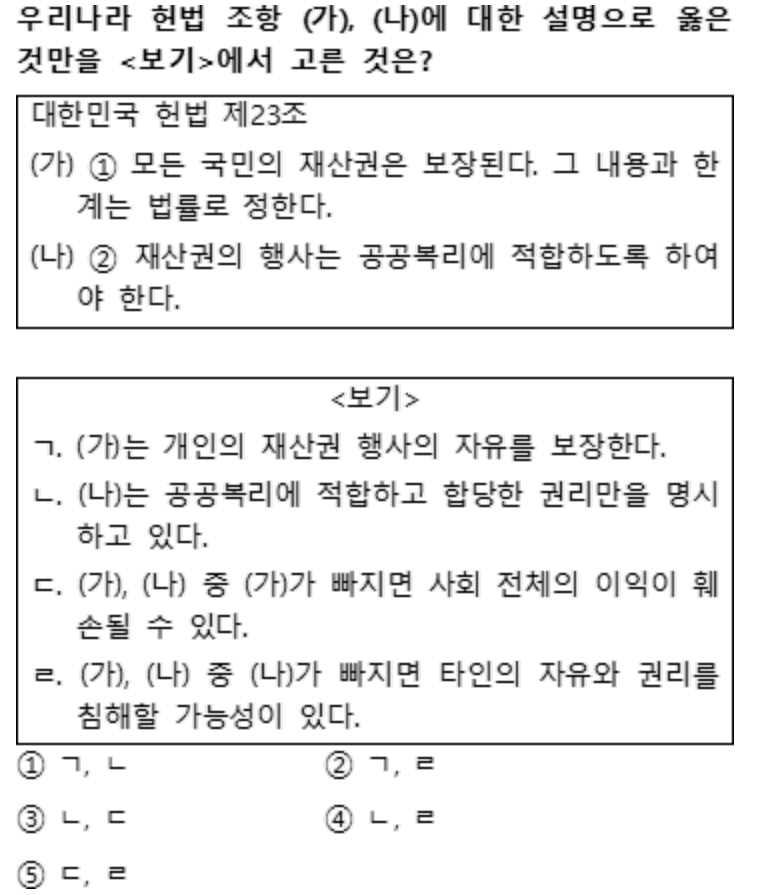 우리나라 헌법 조항 (가), (나)에 대한 설명으로 옳은
것만을 <보기>에서 고른 것은?
대한민국 헌법 제23조
(가) ① 모든 국민의 재산권은 보장된다. 그 내용과 한
계는 법률로 정한다.
(나) ② 재산권의 행사는 공공복리에 적합하도록 하여
야 한다.
<보기>
ㄱ. (가)는 개인의 재산권 행사의 자유를 보장한다.
ㄴ. (나)는 공공복리에 적합하고 합당한 권리만을 명시
하고 있다.
ㄷ. (가), (나) 중 (가)가 빠지면 사회 전체의 이익이 훼
손될 수 있다.
ㄹ. (가), (나) 중 (나)가 빠지면 타인의 자유와 권리를
침해할 가능성이 있다.
① ㄱ, ㄴ ② ㄱ, ㄹ
③ ㄴ, ㄷ ④ ㄴ, ㄹ
⑤ ㄷ, ㄹ